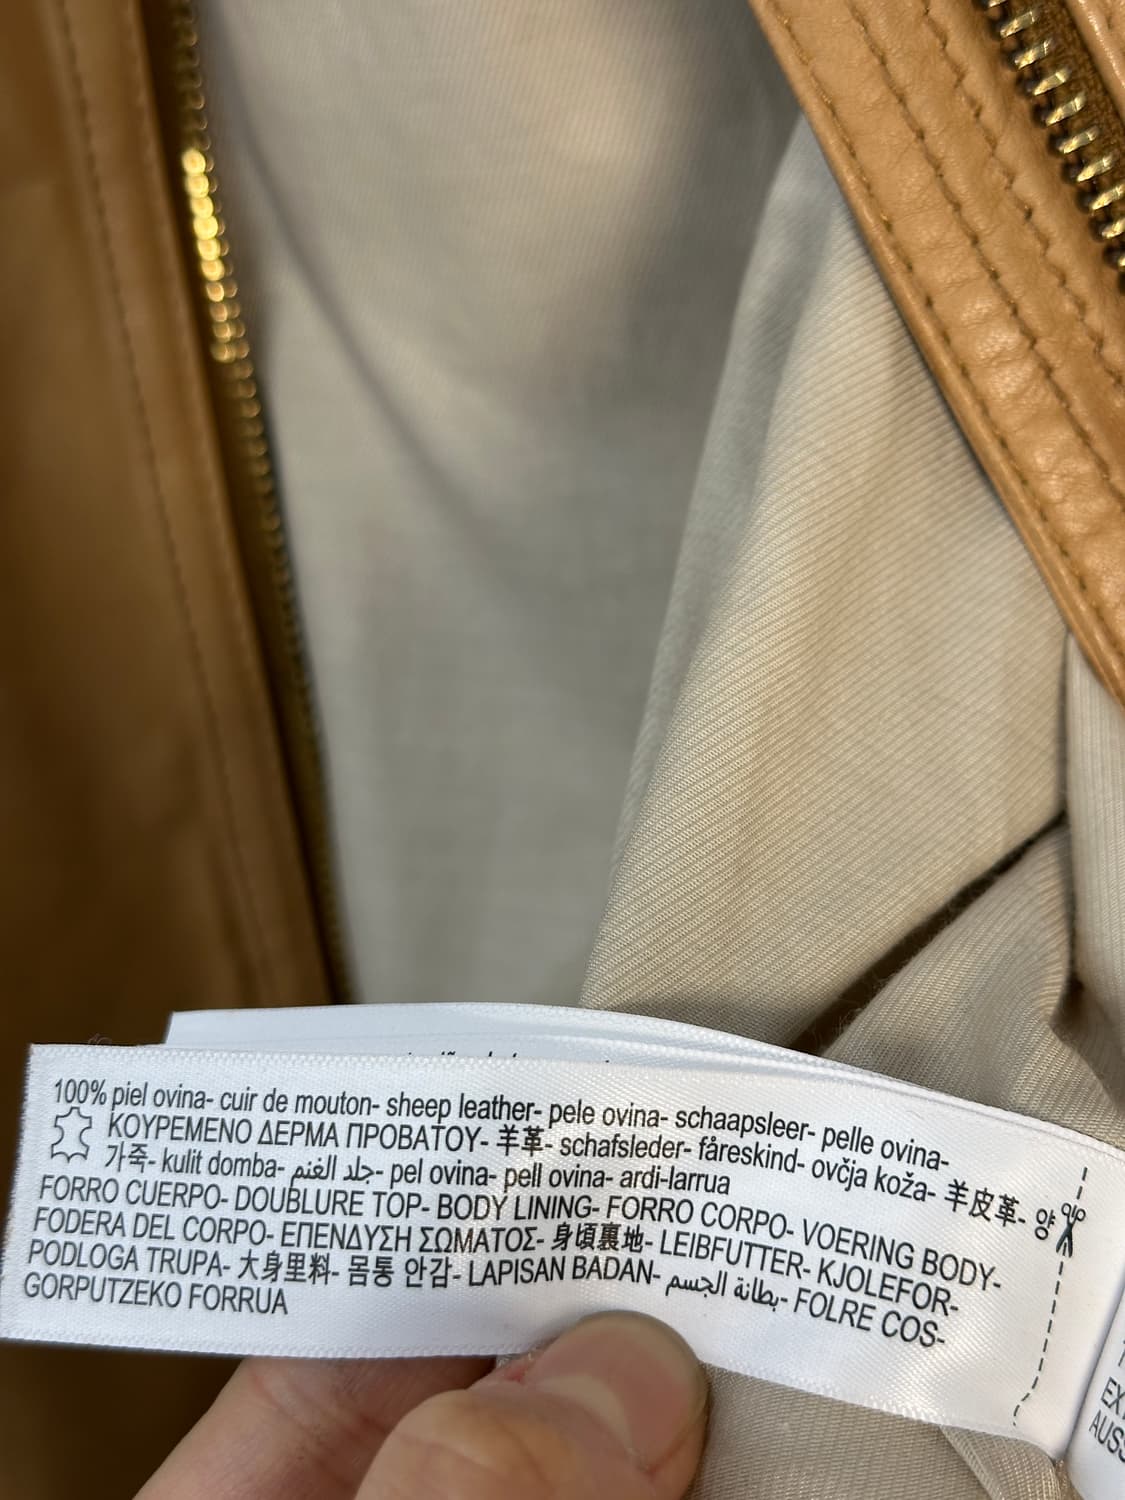 100% piel ovina- cuir de mouton- sheep leather- pele ovina- schaapsleer- pelle ovina-
ΚΟΥΡΕΜΕΝΟ ΔΕΡΜΑ ΠΡΟΒΑΤΟΥ- 羊革- schafsleder- fåreskind- ovčja koža- 羊皮革- 양
가죽- kulit domba- جلد الغنم- pel ovina- pell ovina- ardi-larrua
FORRO CUERPO- DOUBLURE TOP- BODY LINING- FORRO CORPO- VOERING BODY-
FODERA DEL CORPO- ΕΠΕΝΔΥΣΗ ΣΩΜΑΤΟΣ- 身頃裏地- LEIBFUTTER- KJOLEFOR-
PODLOGA TRUPA- 大身里料- 몸통 안감- LAPISAN BADAN- بطانة الجسم- FOLRE COS-
GORPUTZEKO FORRUA